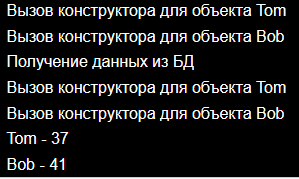 Вызов конструктора для объекта Tom
Вызов конструктора для объекта Bob
Получение данных из БД
Вызов конструктора для объекта Tom
Вызов конструктора для объекта Bob
Tom - 37
Bob - 41